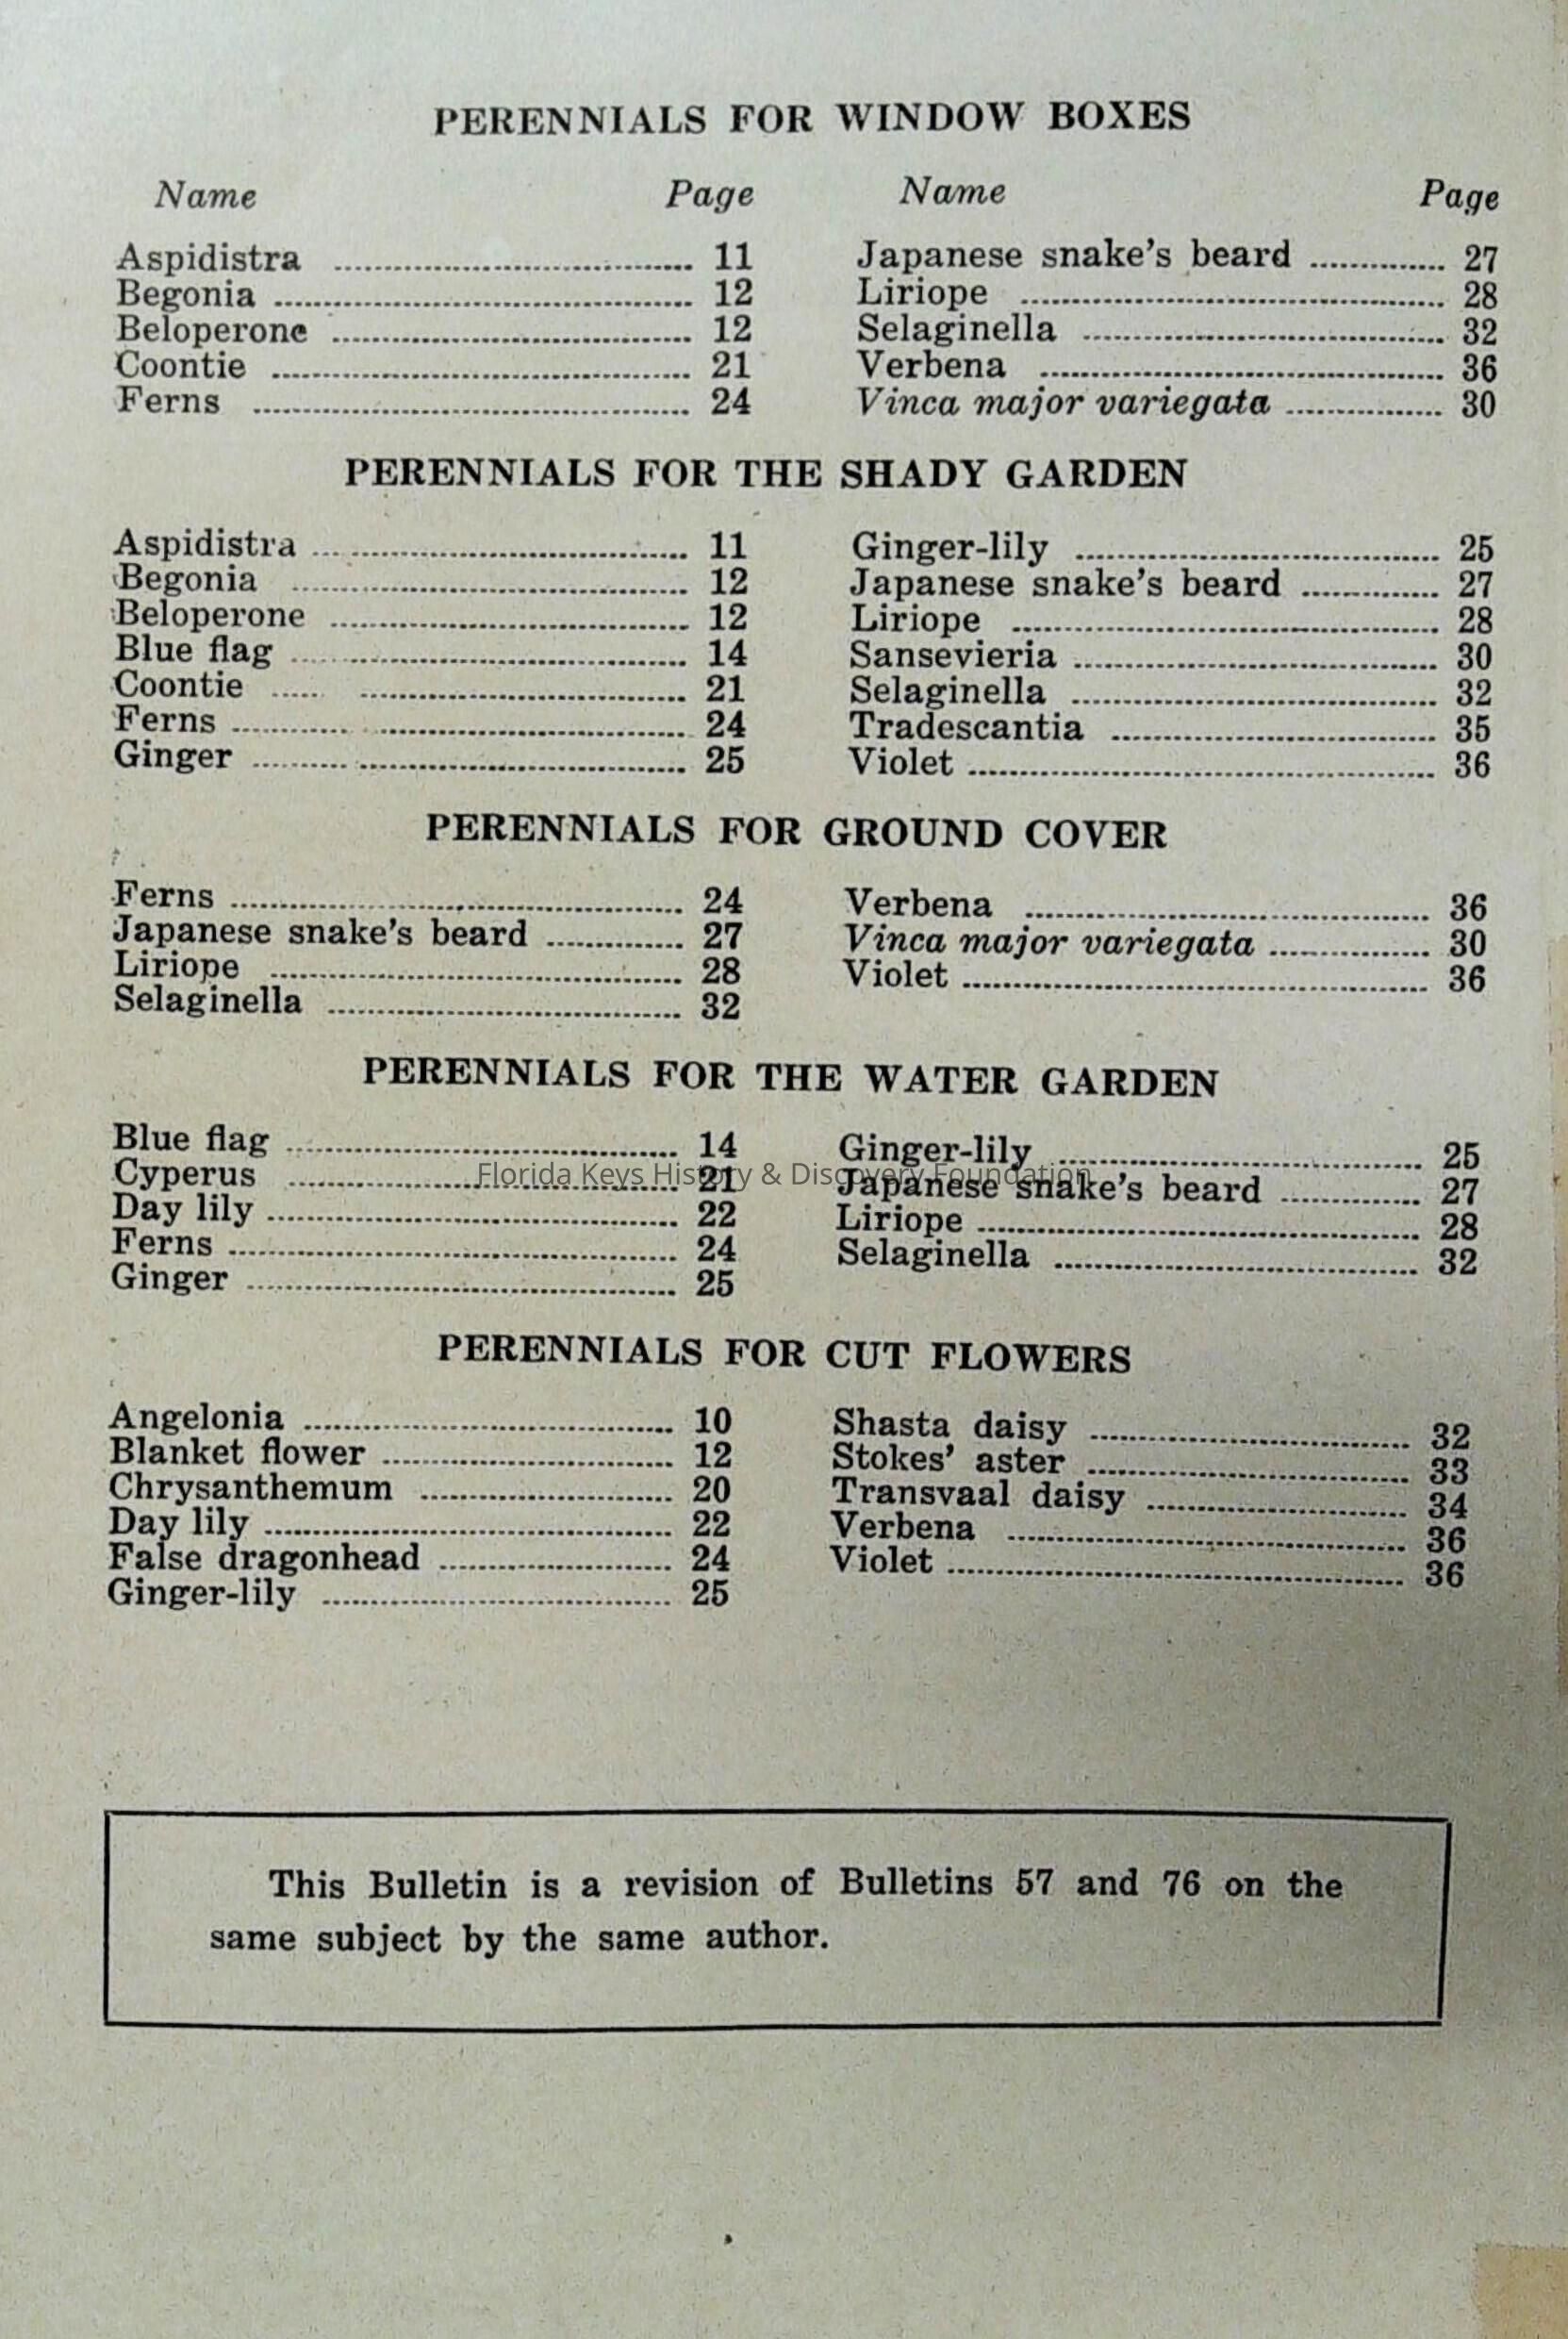 PERENNIALS FOR WINDOW BOXES
Name Page
Aspidistra 11
Begonia 12
Beloperone 12
Coontie 21
Ferns 24
Name Page
Japanese snake's beard 27
Liriope 28
Selaginella 32
Verbena 36
Vinca major variegata 30
PERENNIALS FOR THE SHADY GARDEN
Aspidistra 11
Begonia 12
Beloperone 12
Blue flag 14
Coontie 21
Ferns 24
Ginger 25
Ginger-lily 25
Japanese snake's beard 27
Liriope 28
Sansevieria 30
Selaginella 32
Tradescantia 35
Violet 36
PERENNIALS FOR GROUND COVER
Ferns 24
Japanese snake's beard 27
Liriope 28
Selaginella 32
Verbena 36
Vinca major variegata 30
Violet 36
PERENNIALS FOR THE WATER GARDEN
Blue flag 14
Cyperus 21
Day lily 22
Ferns 24
Ginger 25
Ginger-lily 25
Japanese snake's beard 27
Liriope 28
Selaginella 32
Florida Keys History & Discovery Foundation
PERENNIALS FOR CUT FLOWERS
Angelonia 10
Blanket flower 12
Chrysanthemum 20
Day lily 22
False dragonhead 24
Ginger-lily 25
Shasta daisy 32
Stokes' aster 33
Transvaal daisy 34
Verbena 36
Violet 36
This Bulletin is a revision of Bulletins 57 and 76 on the
same subject by the same author.